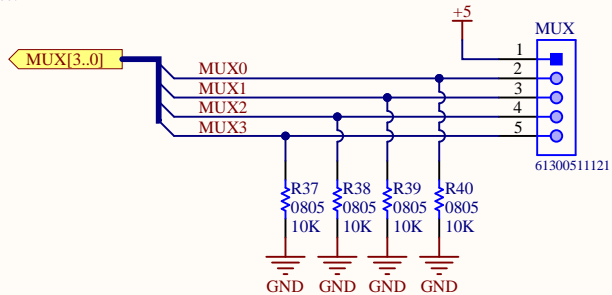 +5
MUX
MUX[3..0]
1
MUX0
2
MUX1
3
MUX2
4
MUX3
5
61300511121
R37
0805
10K
R38
0805
10K
R39
0805
10K
R40
0805
10K
GND
GND
GND
GND